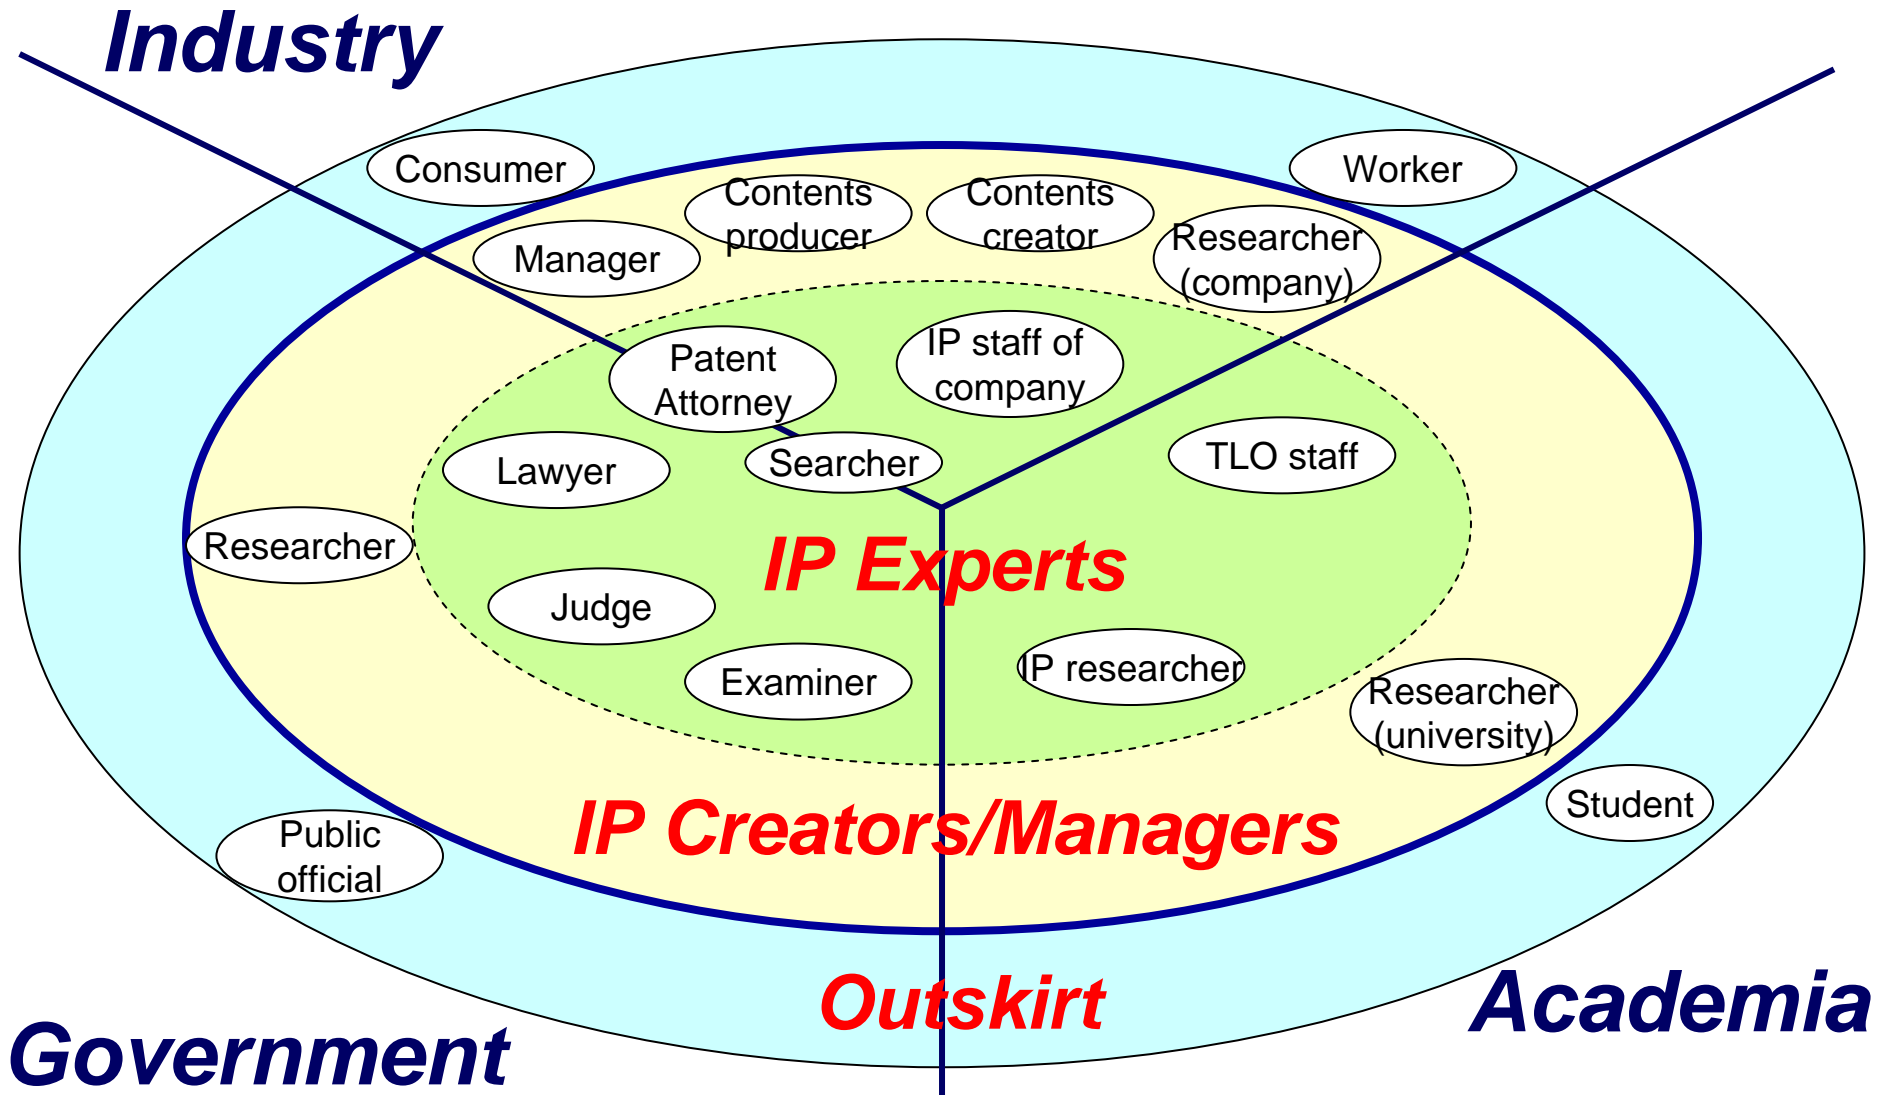 Industry
Consumer
Worker
Contents
producer
Contents
creator
Manager
Researcher
(company)
Patent
Attorney
IP staff of
company
Lawyer
Searcher
TLO staff
Researcher
IP Experts
Judge
Examiner
IP researcher
Researcher
(university)
IP Creators/Managers
Student
Public
official
Outskirt
Academia
Government